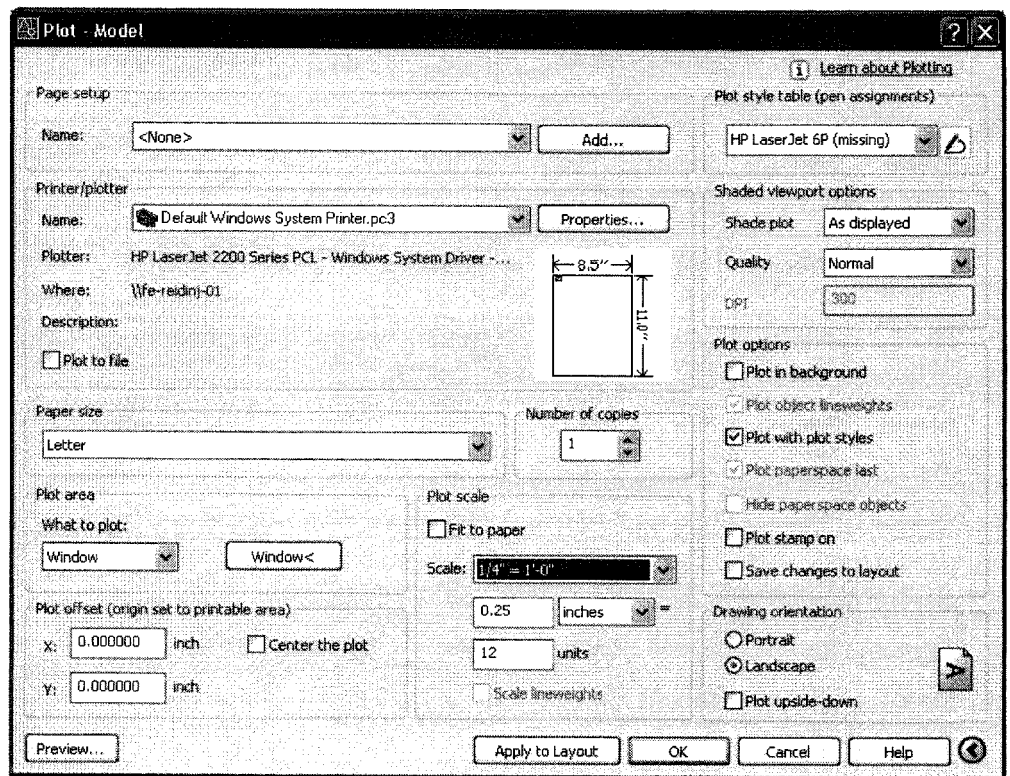 Plot - Model
Learn about Plotting
Page setup
Name: <None> Add...
Plot style table (pen assignments)
HP LaserJet 6P (missing)
Printer/plotter
Name: Default Windows System Printer.pc3 Properties...
Plotter: HP LaserJet 2200 Series PCL - Windows System Driver -...
Where: \\fe-reidinj-01
Description:
Plot to file
8.5"
11.0"
Shaded viewport options
Shade plot As displayed
Quality Normal
DPI 300
Paper size
Letter
Number of copies
1
Plot options
Plot in background
Plot object lineweights
Plot with plot styles
Plot paperspace last
Hide paperspace objects
Plot stamp on
Save changes to layout
Plot area
What to plot:
Window Window<
Plot scale
Fit to paper
Scale: 1/4" = 1'-0"
0.25 inches =
12 units
Scale lineweights
Plot offset (origin set to printable area)
X: 0.000000 inch Center the plot
Y: 0.000000 inch
Drawing orientation
Portrait
Landscape
Plot upside-down
A
Preview... Apply to Layout OK Cancel Help